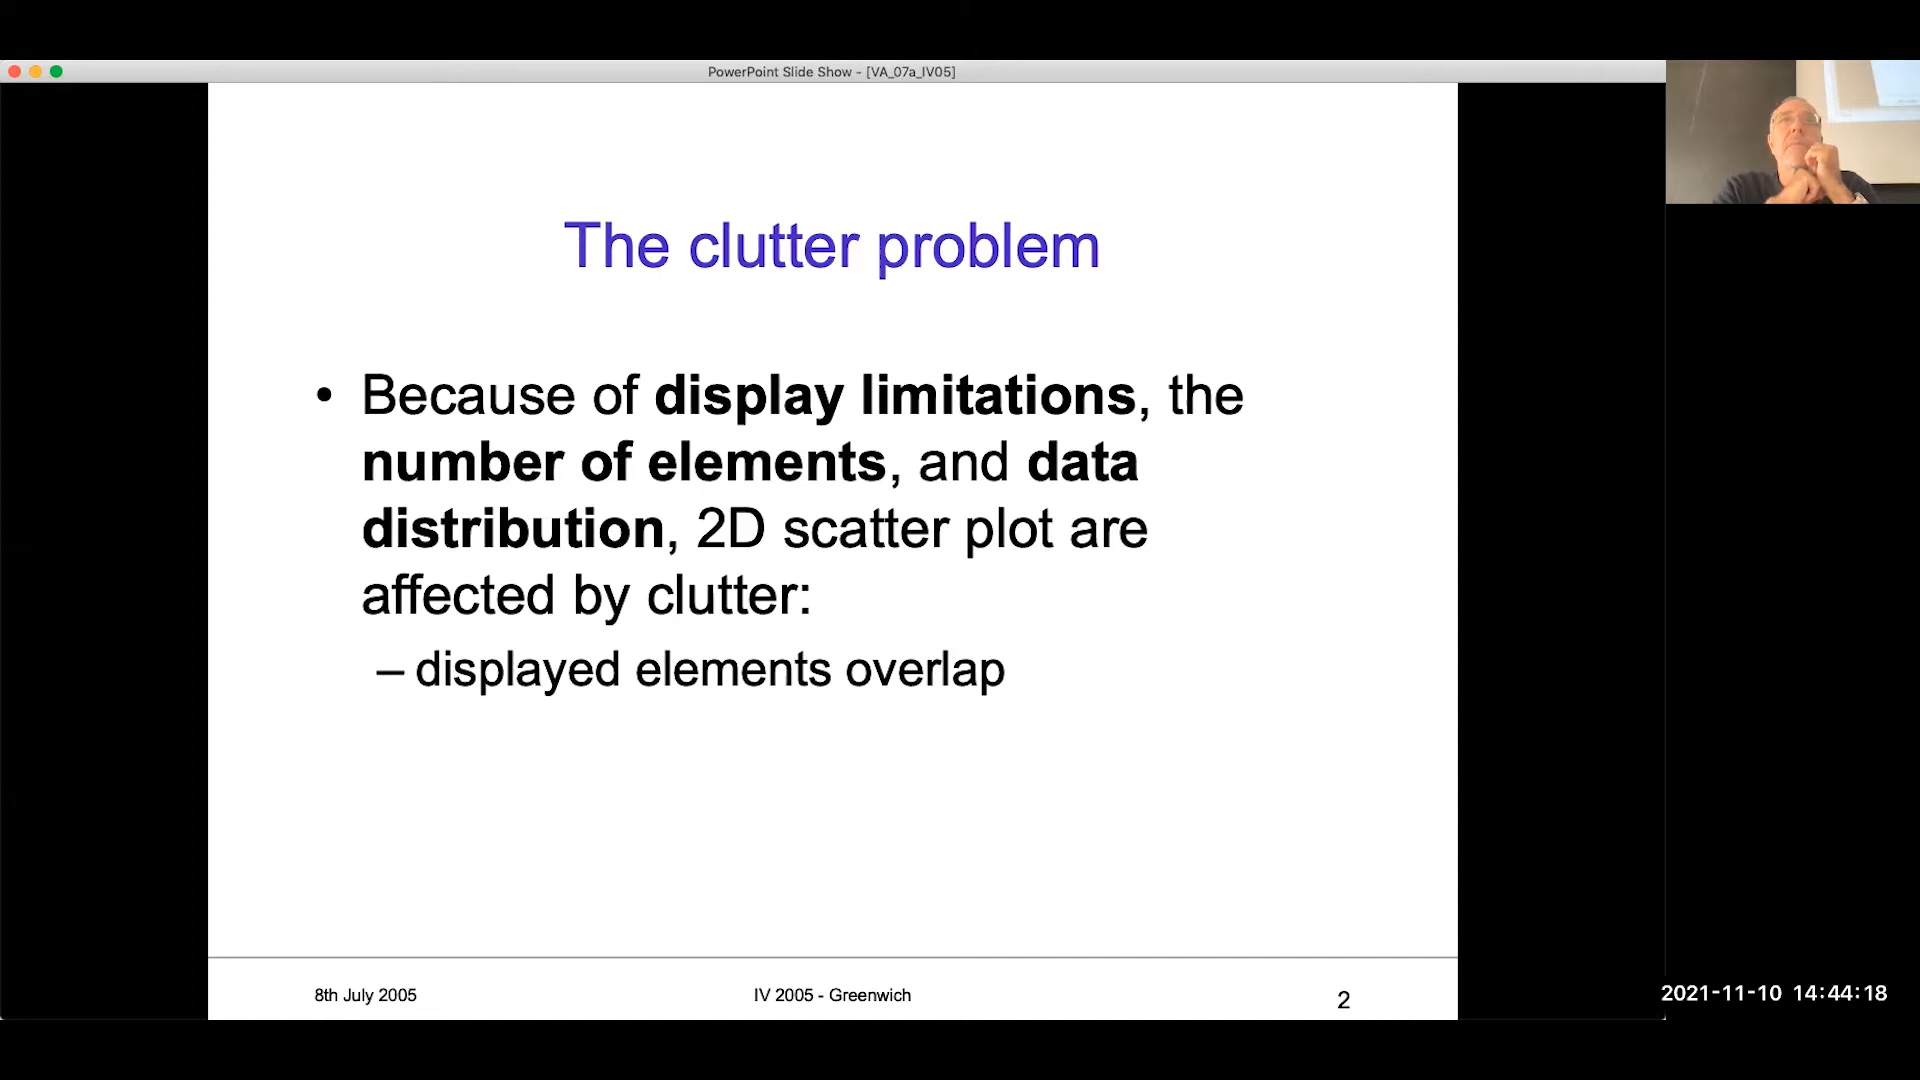 PowerPoint Slide Show - [VA_07a_IV05]
The clutter problem
• Because of display limitations, the
number of elements, and data
distribution, 2D scatter plot are
affected by clutter:
– displayed elements overlap
8th July 2005
IV 2005 - Greenwich
2
2021-11-10 14:44:18